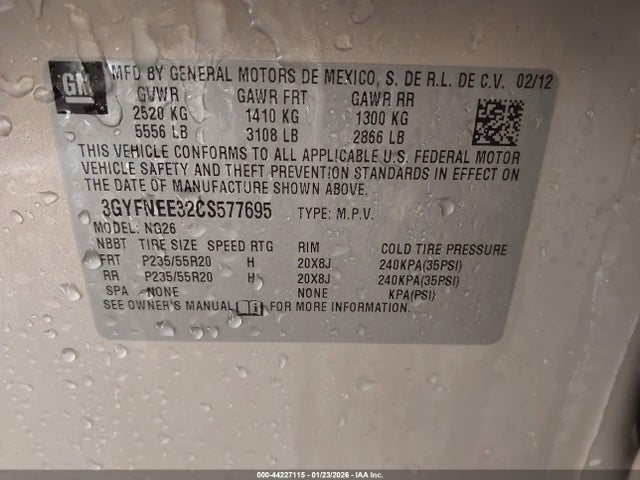 GM MFD BY GENERAL MOTORS DE MEXICO, S. DE R.L. DE C.V. 02/12
GVWR GAWR FRT GAWR RR
2520 KG 1410 KG 1300 KG
5556 LB 3108 LB 2866 LB
THIS VEHICLE CONFORMS TO ALL APPLICABLE U.S. FEDERAL MOTOR
VEHICLE SAFETY AND THEFT PREVENTION STANDARDS IN EFFECT ON
THE DATE OF MANUFACTURE SHOWN ABOVE.
3GYFNEE32CS577695 TYPE: M.P.V.
MODEL: NG26
NBBT TIRE SIZE SPEED RTG RIM COLD TIRE PRESSURE
FRT P235/55R20 H 20X8J 240KPA(35PSI)
RR P235/55R20 H 20X8J 240KPA(35PSI)
SPA NONE NONE KPA(PSI)
SEE OWNER'S MANUAL FOR MORE INFORMATION.
000-44227115 - 01/23/2026 - IAA Inc.